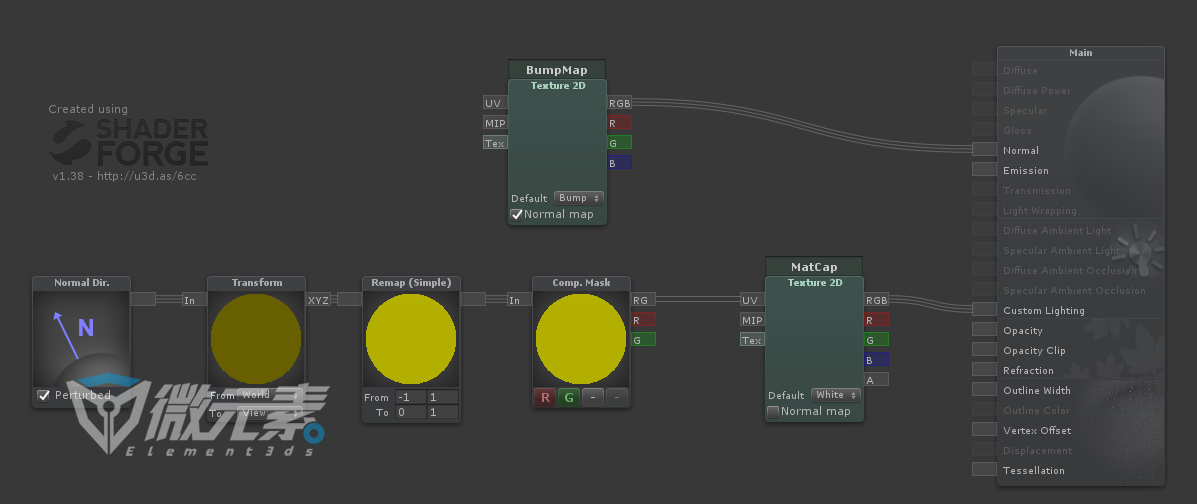 Created using
SHADER
FORGE
v1.38 - http://u3d.as/6cc
BumpMap
Texture 2D
UV
RGB
MIP
R
Tex
G
B
Default
Bump
Normal map
Normal Dir.
N
Perturbed
Transform
In
XYZ
From
World
To
View
Remap (Simple)
From
-1
1
To
0
1
Comp. Mask
In
RG
R
G
R
G
-
-
MatCap
Texture 2D
UV
RGB
MIP
R
Tex
G
B
A
Default
White
Normal map
Main
Diffuse
Diffuse Power
Specular
Gloss
Normal
Emission
Transmission
Light Wrapping
Diffuse Ambient Light
Specular Ambient Light
Diffuse Ambient Occlusion
Specular Ambient Occlusion
Custom Lighting
Opacity
Opacity Clip
Refraction
Outline Width
Outline Color
Vertex Offset
Displacement
Tessellation
微元素
Element3ds